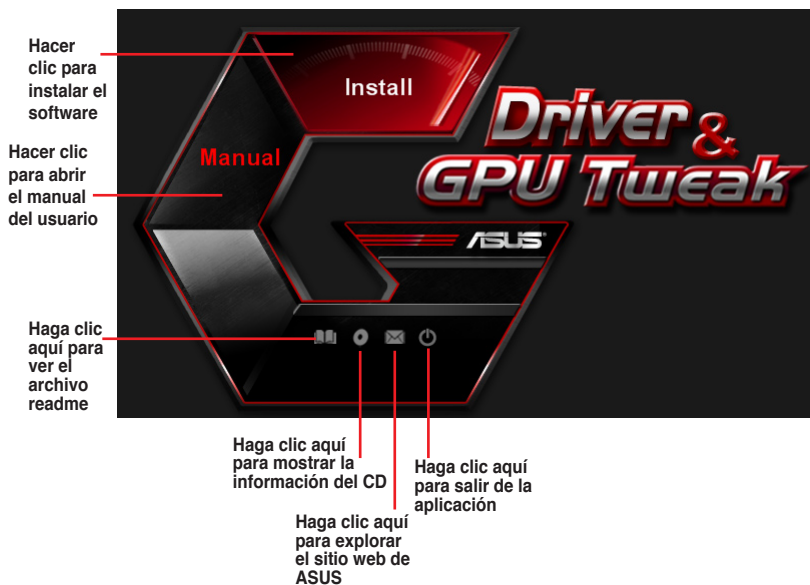 Hacer
clic para
instalar el
software
Install
Driver &
GPU Tweak
Manual
Hacer clic
para abrir
el manual
del usuario
ASUS
Haga clic
aquí para
ver el
archivo
readme
Haga clic aquí
para mostrar la
información del CD
Haga clic aquí
para explorar
el sitio web de
ASUS
Haga clic aquí
para salir de la
aplicación